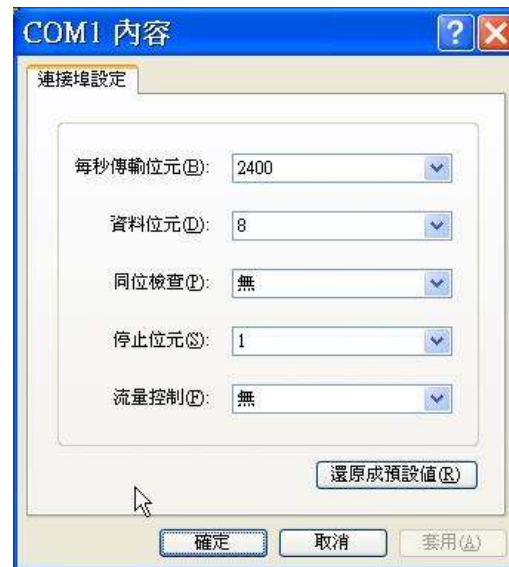 COM1 內容
連接埠設定
每秒傳輸位元(B): 2400
資料位元(D): 8
同位檢查(P): 無
停止位元(S): 1
流量控制(F): 無
還原成預設值(R)
確定 取消 套用(A)